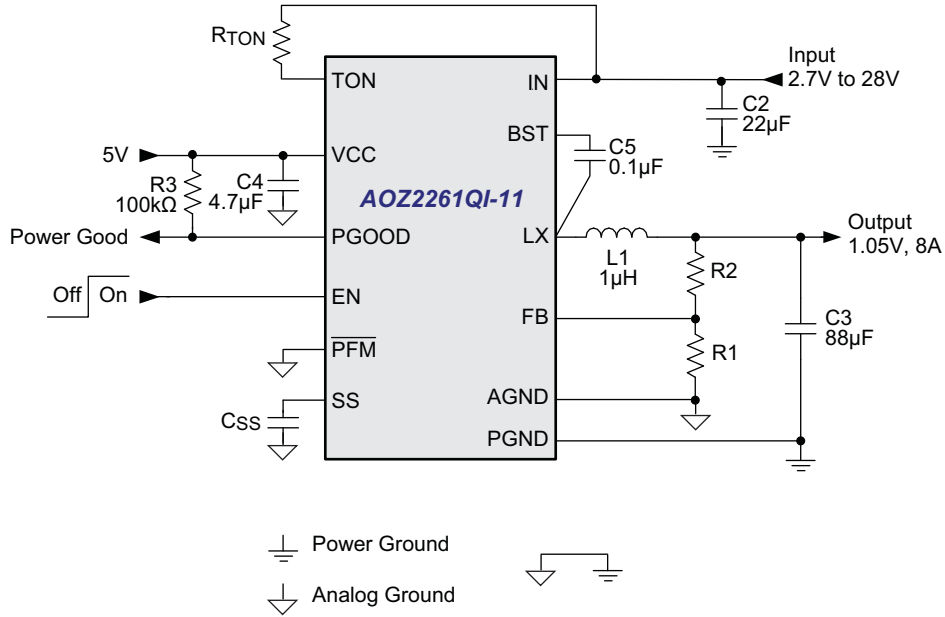 RTON
TON
IN
Input
2.7V to 28V
C2
22µF
BST
C5
0.1µF
5V
VCC
R3
100kΩ
C4
4.7µF
AOZ2261QI-11
Power Good
PGOOD
LX
L1
1µH
Output
1.05V, 8A
R2
Off On
EN
FB
C3
88µF
R1
PFM
SS
AGND
CSS
PGND
Power Ground
Analog Ground